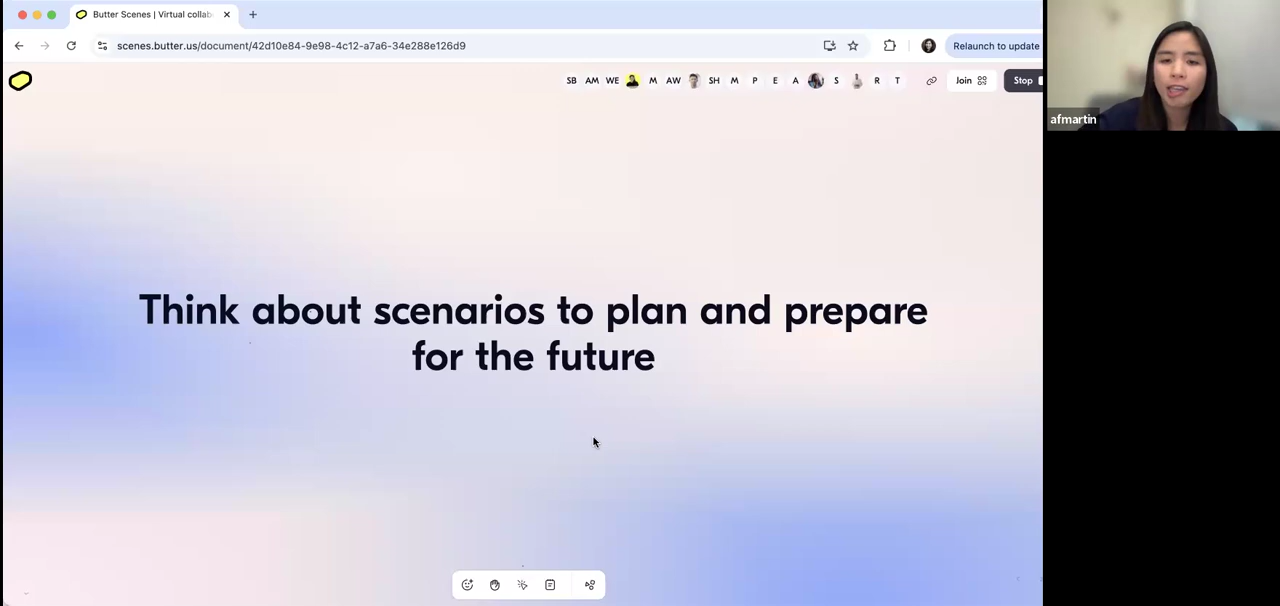 Butter Scenes | Virtual collab
scenes.butter.us/document/42d10e84-9e98-4c12-a7a6-34e288e126d9
Relaunch to update
SB AM WE M AW SH M P E A S R T
Join
Stop
afmartin
Think about scenarios to plan and prepare
for the future